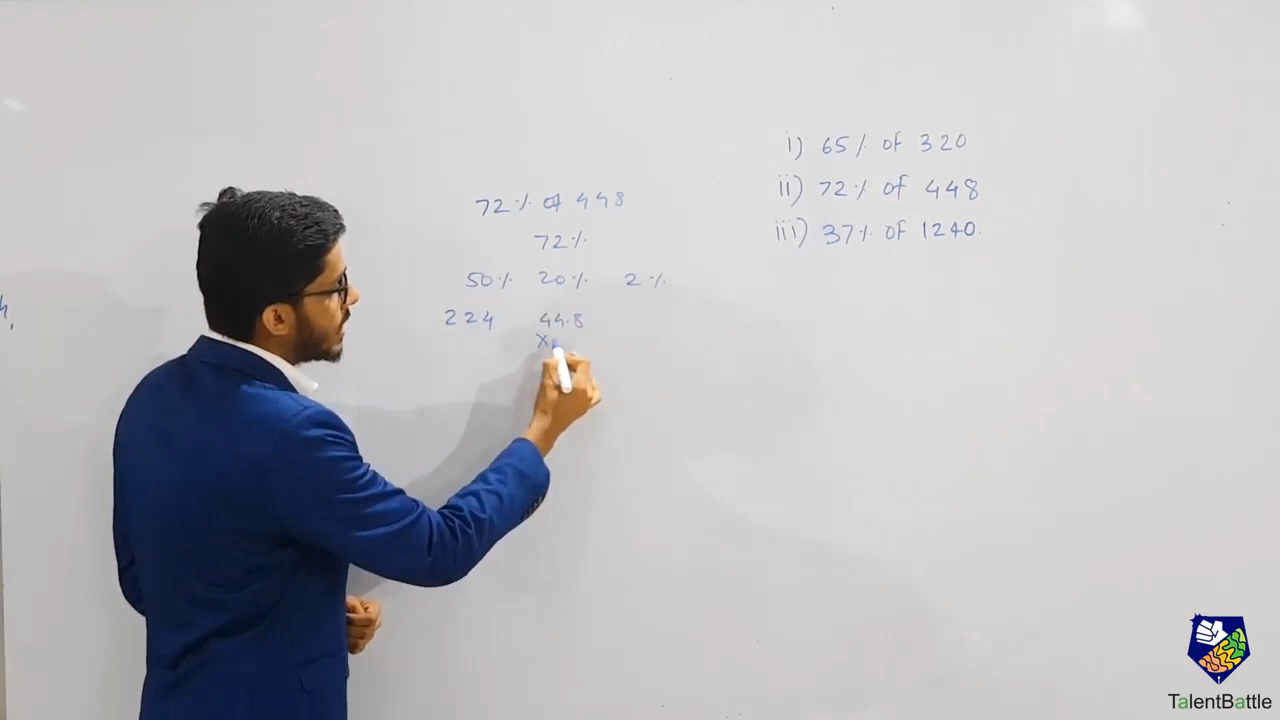 72% of 448
72%
50% 20% 2%
224 44.8
x
i) 65% of 320
ii) 72% of 448
iii) 37% of 1240.
TalentBattle